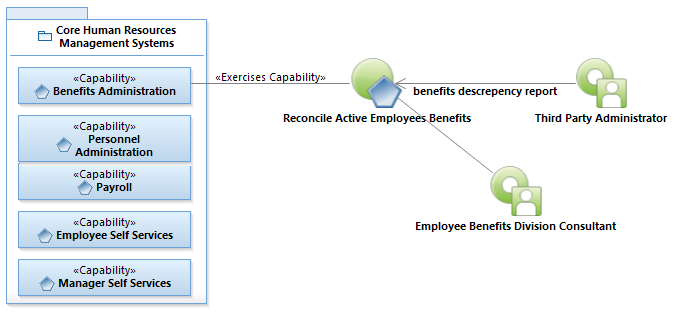 Core Human Resources
Management Systems
«Capability»
Benefits Administration
«Capability»
Personnel
Administration
«Capability»
Payroll
«Capability»
Employee Self Services
«Capability»
Manager Self Services
«Exercises Capability»
Reconcile Active Employees Benefits
benefits descrepency report
Third Party Administrator
Employee Benefits Division Consultant